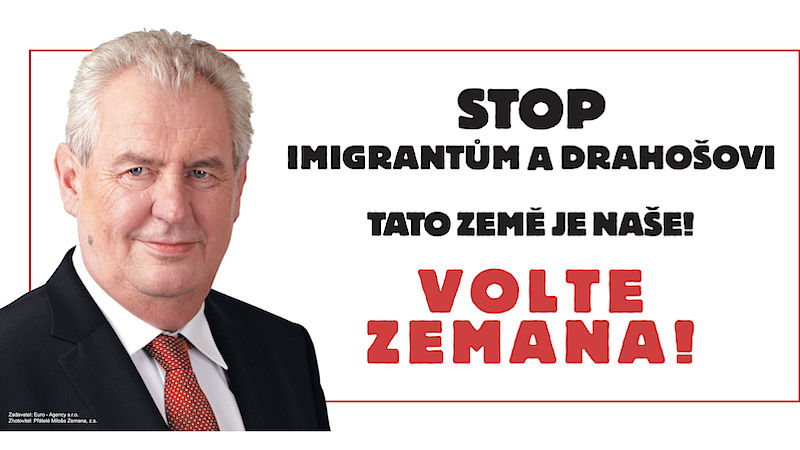 STOP
IMIGRANTŮM A DRAHOŠOVI
TATO ZEMĚ JE NAŠE!
VOLTE
ZEMANA!
Zadavatel: Euro - Agency s.r.o.
Zhotovitel: Přátelé Miloše Zemana, z.s.